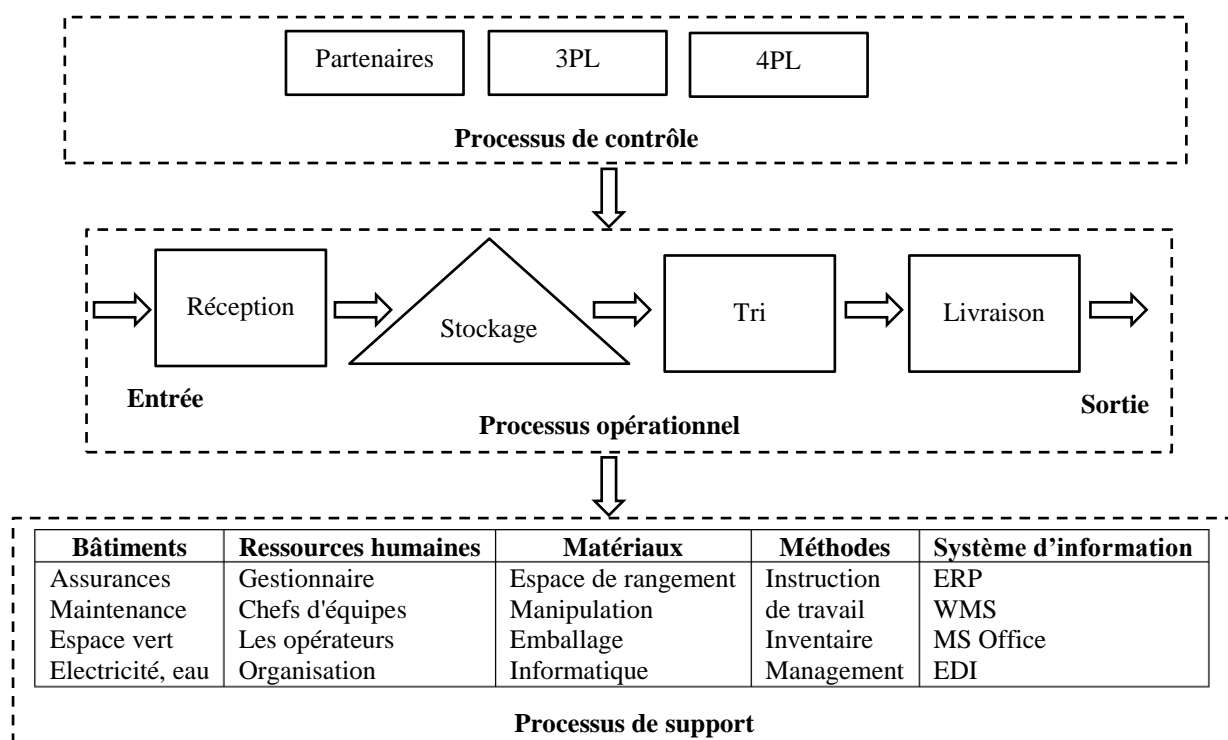 Partenaires 3PL 4PL
Processus de contrôle
Réception Stockage Tri Livraison
Entrée Sortie
Processus opérationnel
Bâtiments Ressources humaines Matériaux Méthodes Système d’information
Assurances Gestionnaire Espace de rangement Instruction ERP
Maintenance Chefs d'équipes Manipulation de travail WMS
Espace vert Les opérateurs Emballage Inventaire MS Office
Electricité, eau Organisation Informatique Management EDI
Processus de support